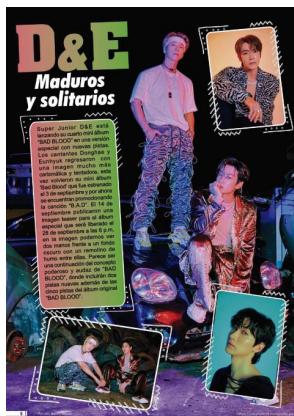 D&E
Maduros
y solitarios
Super Junior D&E está
lanzando su cuarto mini álbum
"BAD BLOOD" en una versión
especial con nuevas pistas.
Los cantantes Donghae y
Eunhyuk regresaron con
una imagen mucho más
carismática y tentadora, esta
vez volvieron su mini álbum
'Bad Blood' que fue estrenado
el 3 de septiembre y por ahora
se encuentran promocionando
la canción "B.A.D". El 14 de
septiembre publicaron una
imagen teaser para el álbum
especial que será liberado el
28 de septiembre a las 6 p.m.
en la imagen podemos ver
dos manos frente a un fondo
oscuro con un remolino de
humo entre ellas. Parece ser
una continuación del concepto
poderoso y audaz de "BAD
BLOOD", donde incluirán dos
pistas nuevas además de las
cinco pistas del álbum original
"BAD BLOOD".